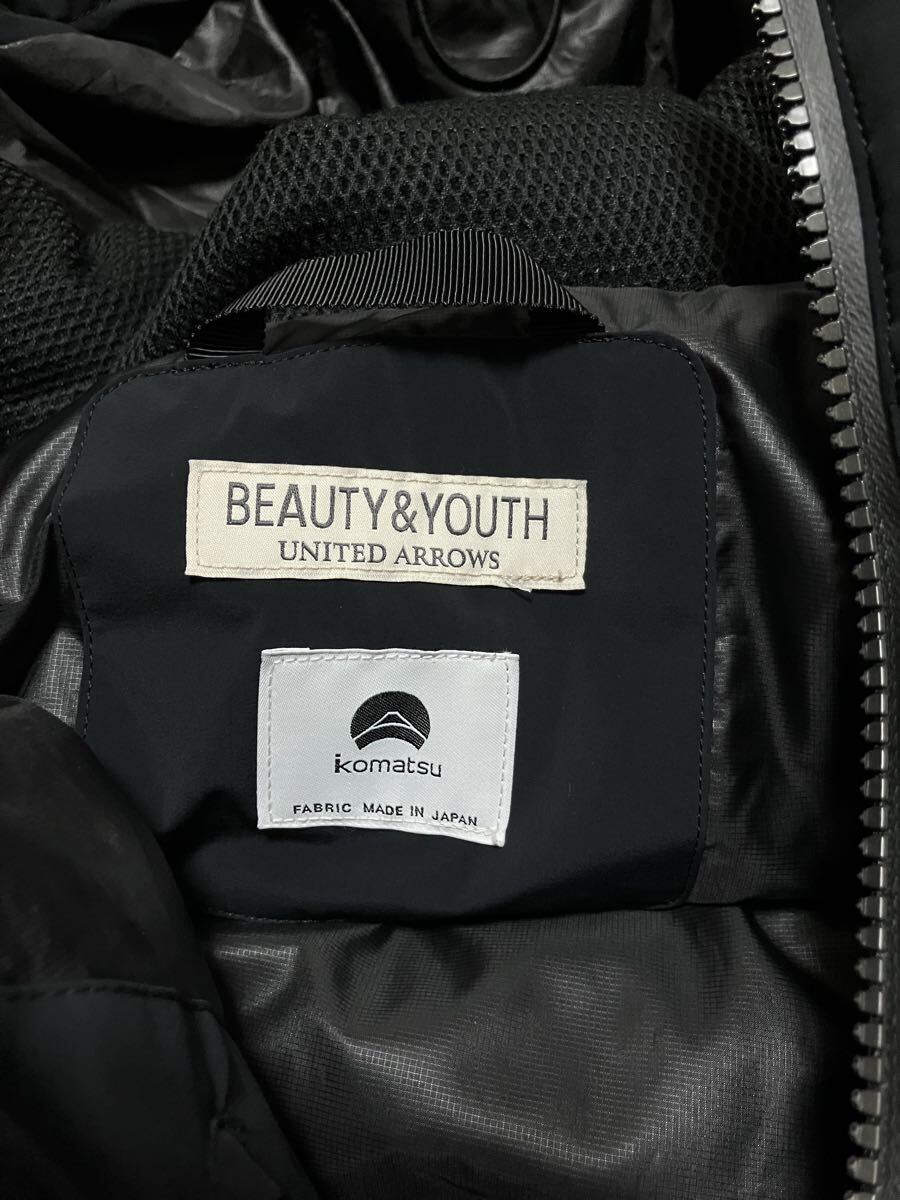 BEAUTY&YOUTH
UNITED ARROWS
komatsu
FABRIC MADE IN JAPAN